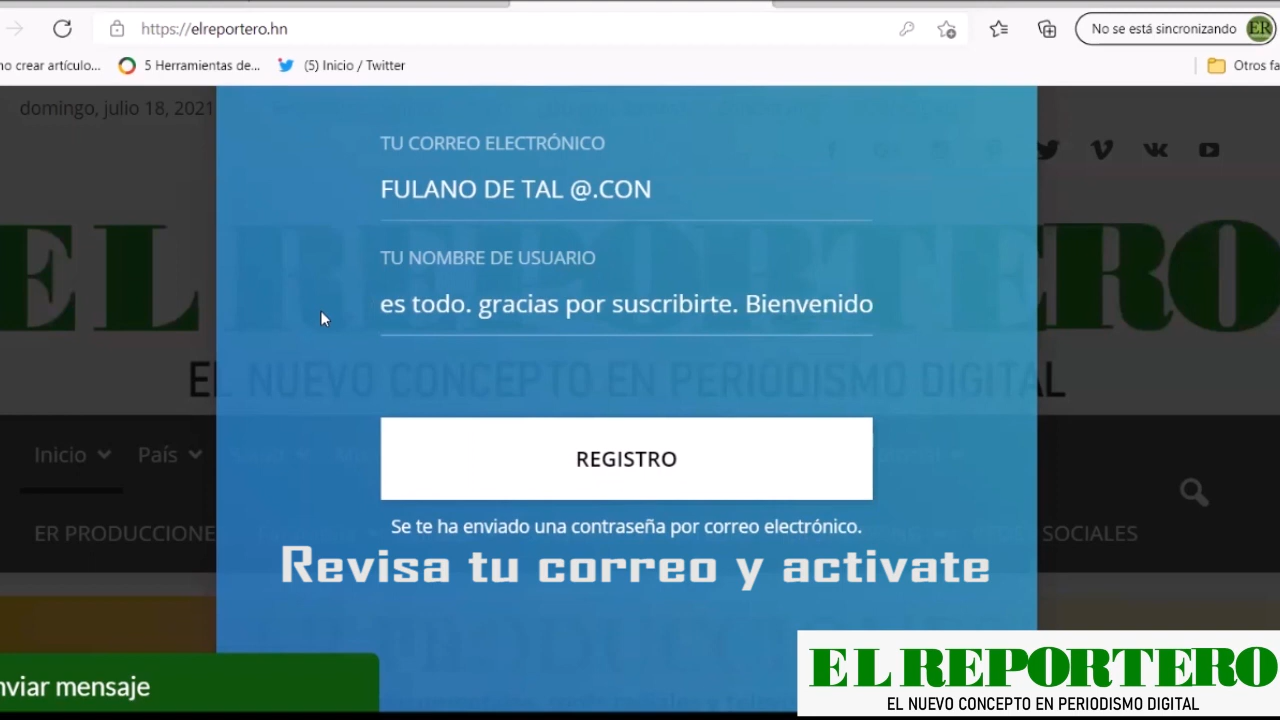 https://elreportero.hn
No se está sincronizando
ER
no crear artículo...
5 Herramientas de...
(5) Inicio / Twitter
Otros fa
domingo, julio 18, 2021
TU CORREO ELECTRÓNICO
FULANO DE TAL @.CON
EL REPORTERO
TU NOMBRE DE USUARIO
es todo. gracias por suscribirte. Bienvenido
EL NUEVO CONCEPTO EN PERIODISMO DIGITAL
Inicio
País
REGISTRO
ER PRODUCCIONE
SOCIALES
Se te ha enviado una contraseña por correo electrónico.
Revisa tu correo y activate
nviar mensaje
EL REPORTERO
EL NUEVO CONCEPTO EN PERIODISMO DIGITAL